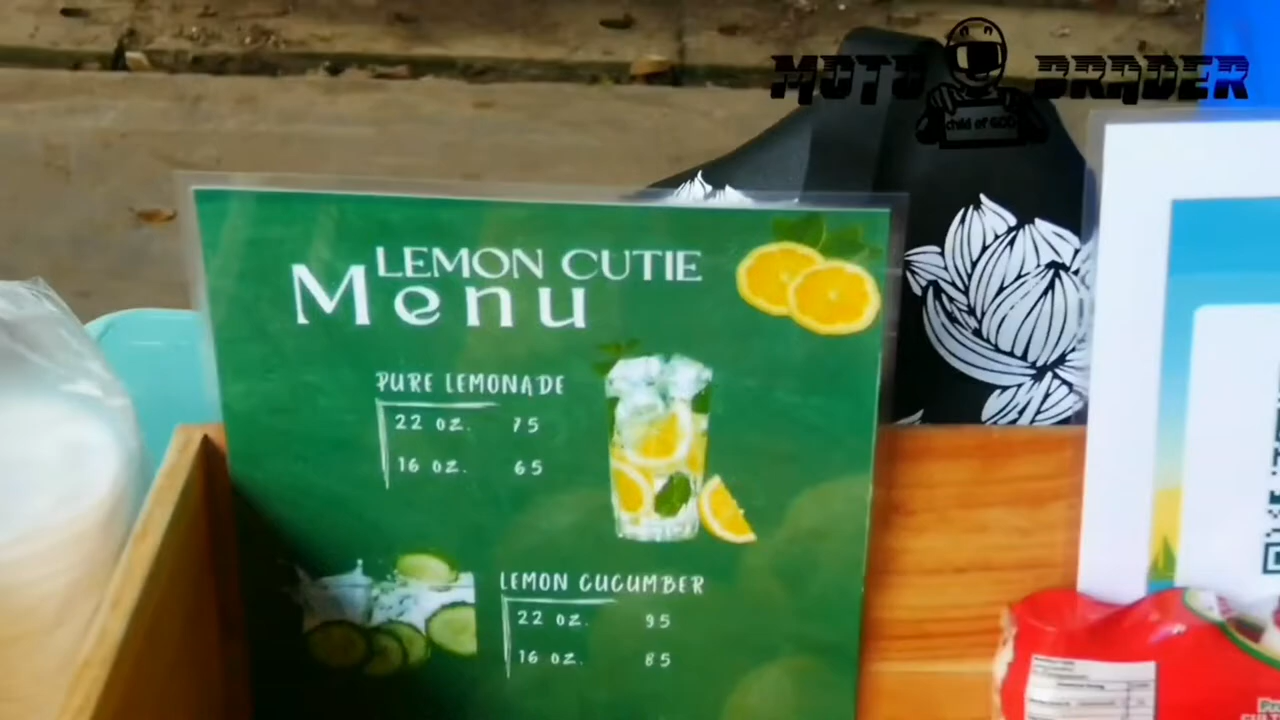 MOTO BRADER
child of GOD
LEMON CUTIE
Menu
PURE LEMONADE
22 oz. 75
16 oz. 65
LEMON CUCUMBER
22 oz. 95
16 oz. 85